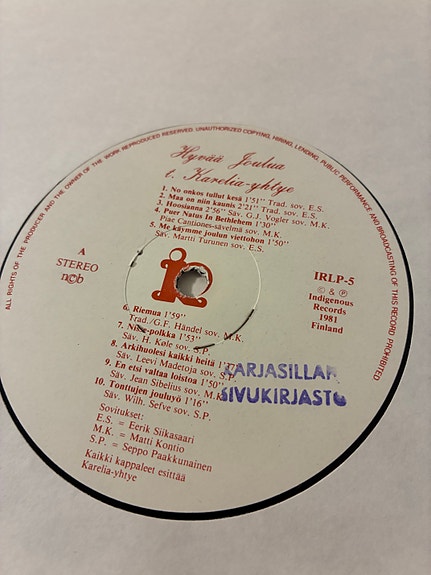 ALL RIGHTS OF THE PRODUCER AND THE OWNER OF THE WORK REPRODUCED RESERVED. UNAUTHORIZED COPYING, HIRING, LENDING, PUBLIC PERFORMANCE AND BROADCASTING OF THIS RECORD PROHIBITED
Hyvää Joulua
t. Karelia-yhtye
1. No onkos tullut kesä 1'51" Trad. sov. E.S.
2. Maa on niin kaunis 2'21" Trad. sov. E.S.
3. Hoosianna 2'56" Säv. G.J. Vogler sov. M.K.
4. Puer Natus In Bethlehem 1'30"
Piae Cantiones-sävelmä sov. M.K.
5. Me käymme joulun viettohon 1'50"
Säv. Martti Turunen sov. E.S.
A
STEREO
ncb
IRLP-5
© & ℗
Indigenous
Records
1981
Finland
6. Riemua 1'59"
Trad./G.F. Händel sov. M.K.
7. Nisse-polkka 1'53"
Säv. H. Køle sov. S.P.
8. Arkihuolesi kaikki heitä
Säv. Leevi Madetoja sov. S.P.
9. En etsi valtaa loistoa 1'50"
Säv. Jean Sibelius sov. M.K.
10. Tonttujen jouluyö 1'16"
Säv. Wilh. Sefve sov. S.P.
KARJASILLAN
SIVUKIRJASTO
Sovitukset:
E.S. = Eerik Siikasaari
M.K. = Matti Kontio
S.P. = Seppo Paakkunainen
Kaikki kappaleet esittää
Karelia-yhtye